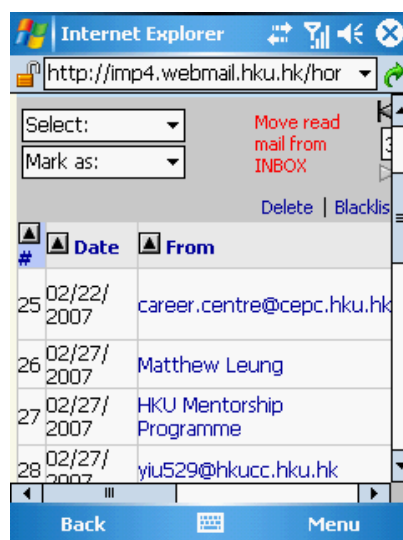 Internet Explorer
http://imp4.webmail.hku.hk/hor
Select:
Mark as:
Move read
mail from
INBOX
Delete | Blacklis
# Date From
25 02/22/
2007 career.centre@cepc.hku.hk
26 02/27/
2007 Matthew Leung
27 02/27/
2007 HKU Mentorship
Programme
28 02/27/
2007 yiu529@hkucc.hku.hk
Back Menu